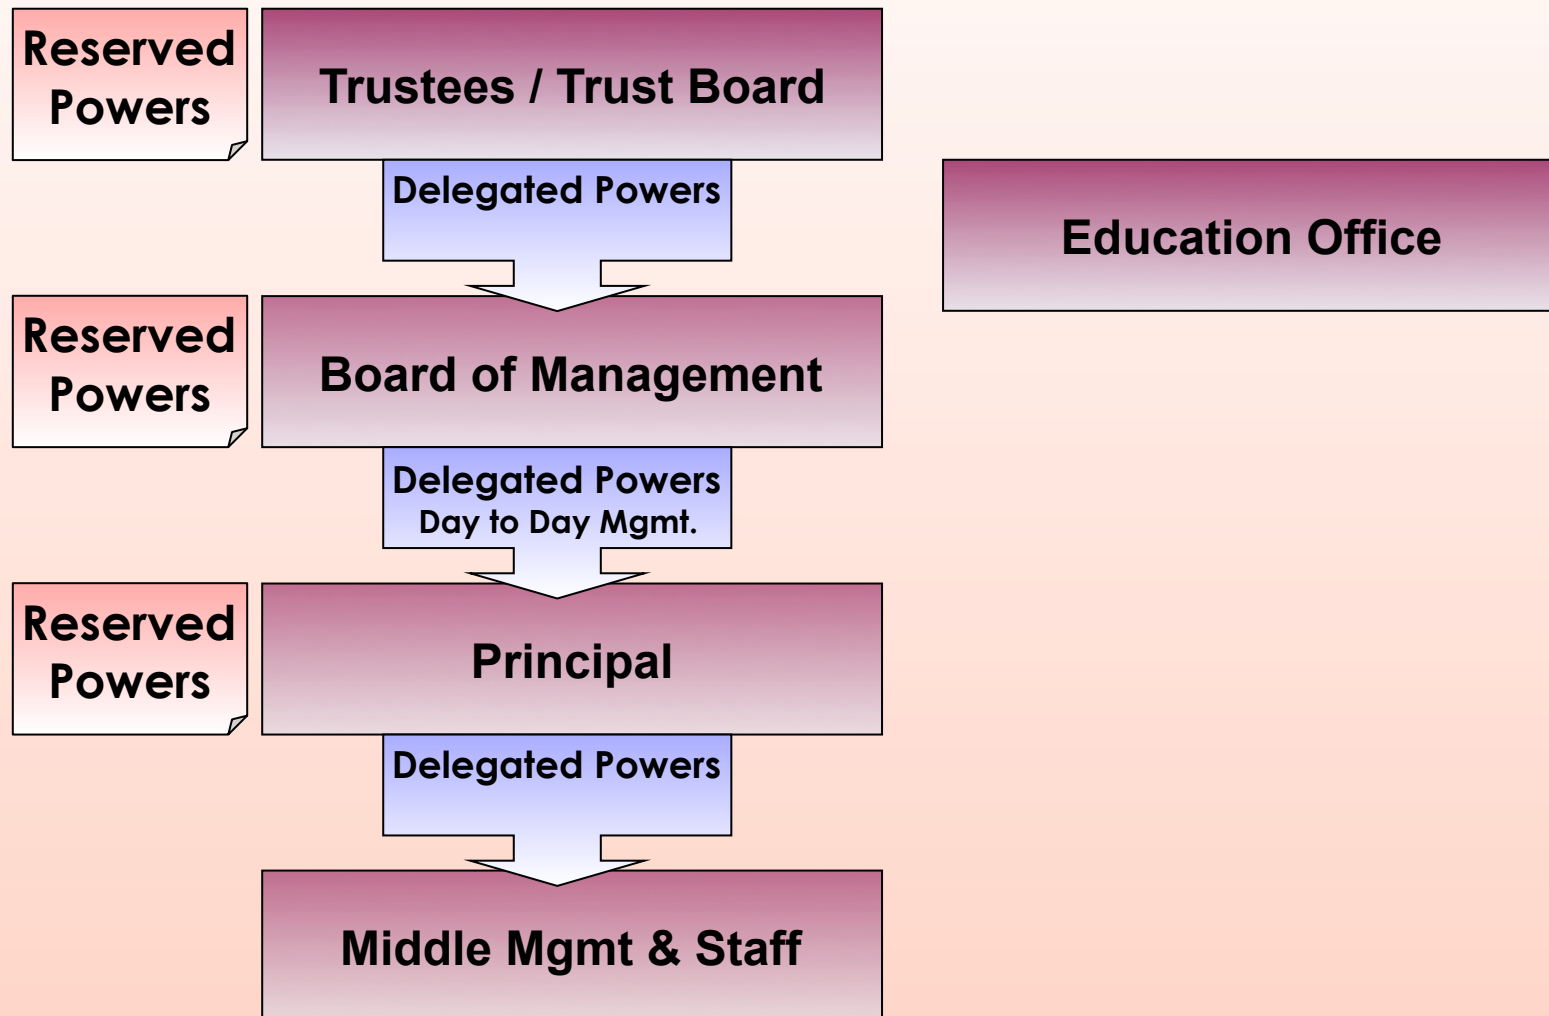 Reserved
Powers
Trustees / Trust Board
Delegated Powers
Education Office
Reserved
Powers
Board of Management
Delegated Powers
Day to Day Mgmt.
Reserved
Powers
Principal
Delegated Powers
Middle Mgmt & Staff